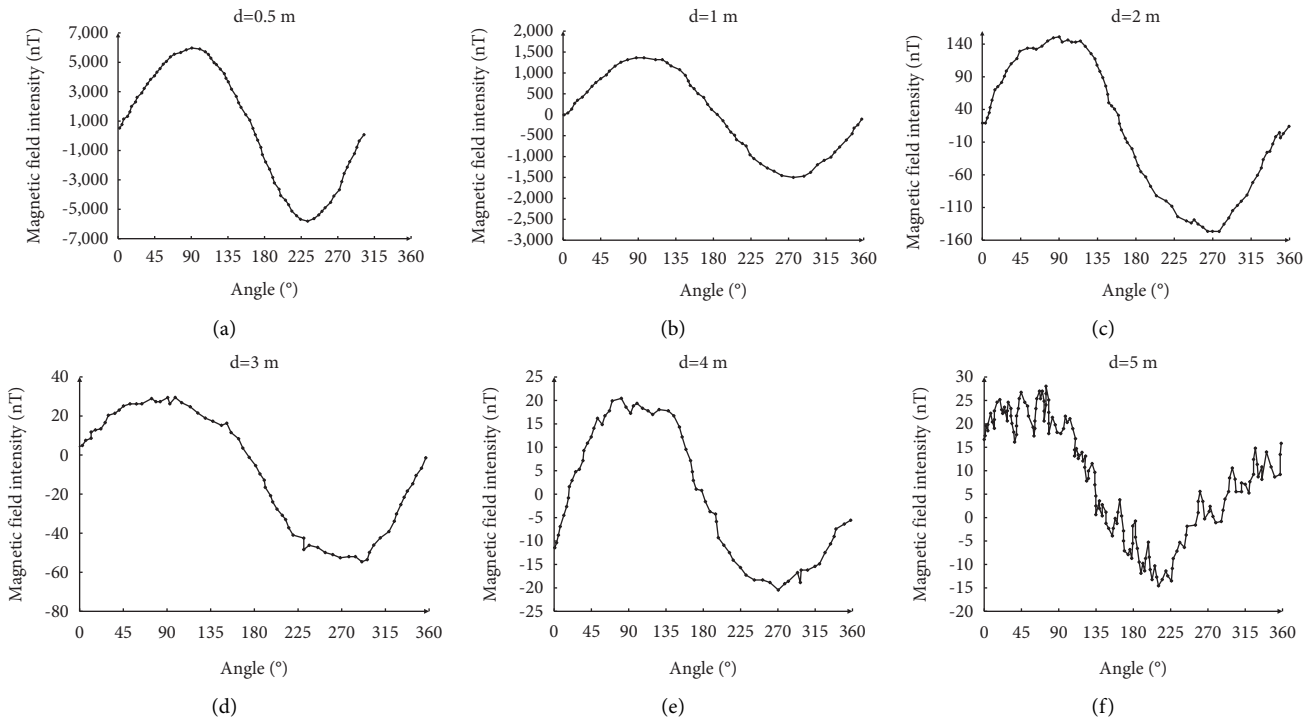 d=0.5 m
Magnetic field intensity (nT)
7,000
5,000
3,000
1,000
-1,000
-3,000
-5,000
-7,000
0 45 90 135 180 225 270 315 360
Angle (°)
(a)
d=1 m
Magnetic field intensity (nT)
2,000
1,500
1,000
500
0
-500
-1,000
-1,500
-2,000
-2,500
-3,000
0 45 90 135 180 225 270 315 360
Angle (°)
(b)
d=2 m
Magnetic field intensity (nT)
140
90
40
-10
-60
-110
-160
0 45 90 135 180 225 270 315 360
Angle (°)
(c)
d=3 m
Magnetic field intensity (nT)
40
20
0
-20
-40
-60
-80
0 45 90 135 180 225 270 315 360
Angle (°)
(d)
d=4 m
Magnetic field intensity (nT)
25
20
15
10
5
0
-5
-10
-15
-20
-25
0 45 90 135 180 225 270 315 360
Angle (°)
(e)
d=5 m
Magnetic field intensity (nT)
30
25
20
15
10
5
0
-5
-10
-15
-20
0 45 90 135 180 225 270 315 360
Angle (°)
(f)